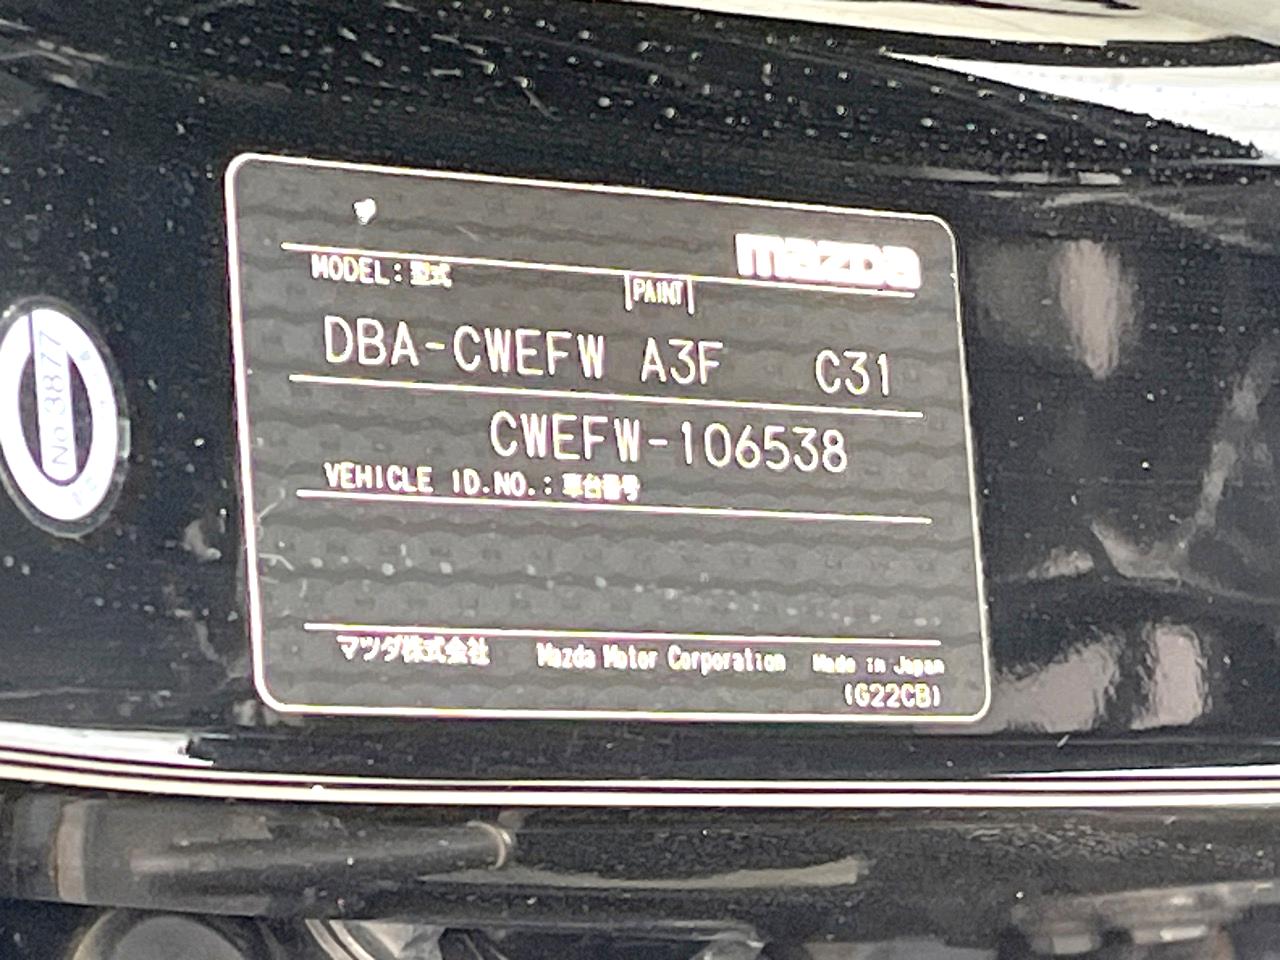 mazda
MODEL: 型式
PAINT
DBA-CWEFW A3F C31
CWEFW-106538
VEHICLE ID.NO.: 車台番号
マツダ株式会社 Mazda Motor Corporation Made in Japan
(G22CB)
No 3877